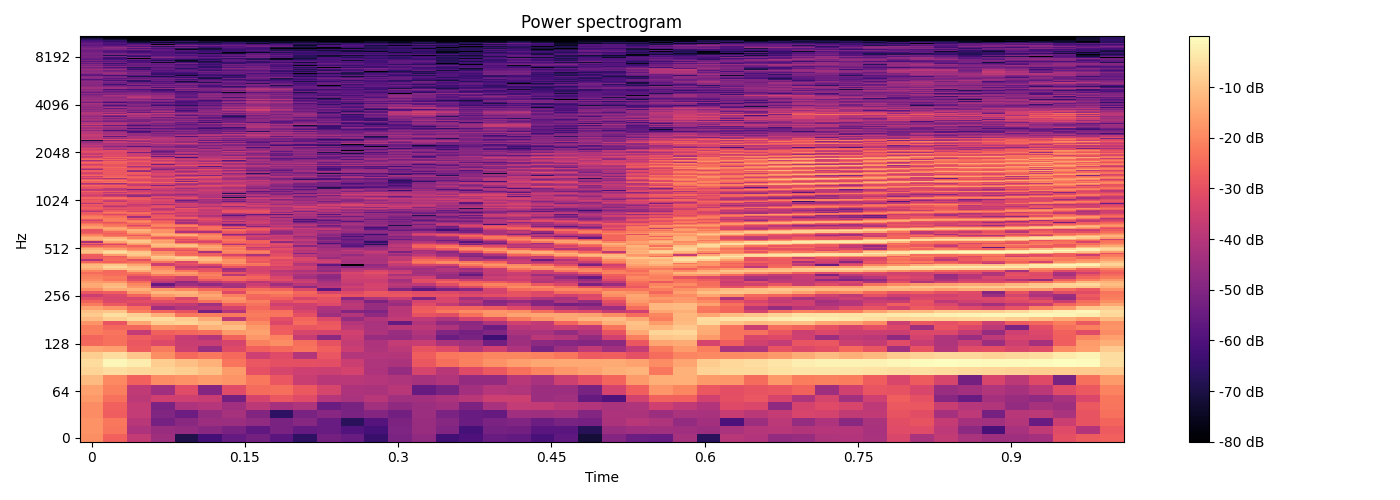 Power spectrogram
Hz
8192
4096
2048
1024
512
256
128
64
0
0 0.15 0.3 0.45 0.6 0.75 0.9
Time
-10 dB
-20 dB
-30 dB
-40 dB
-50 dB
-60 dB
-70 dB
-80 dB